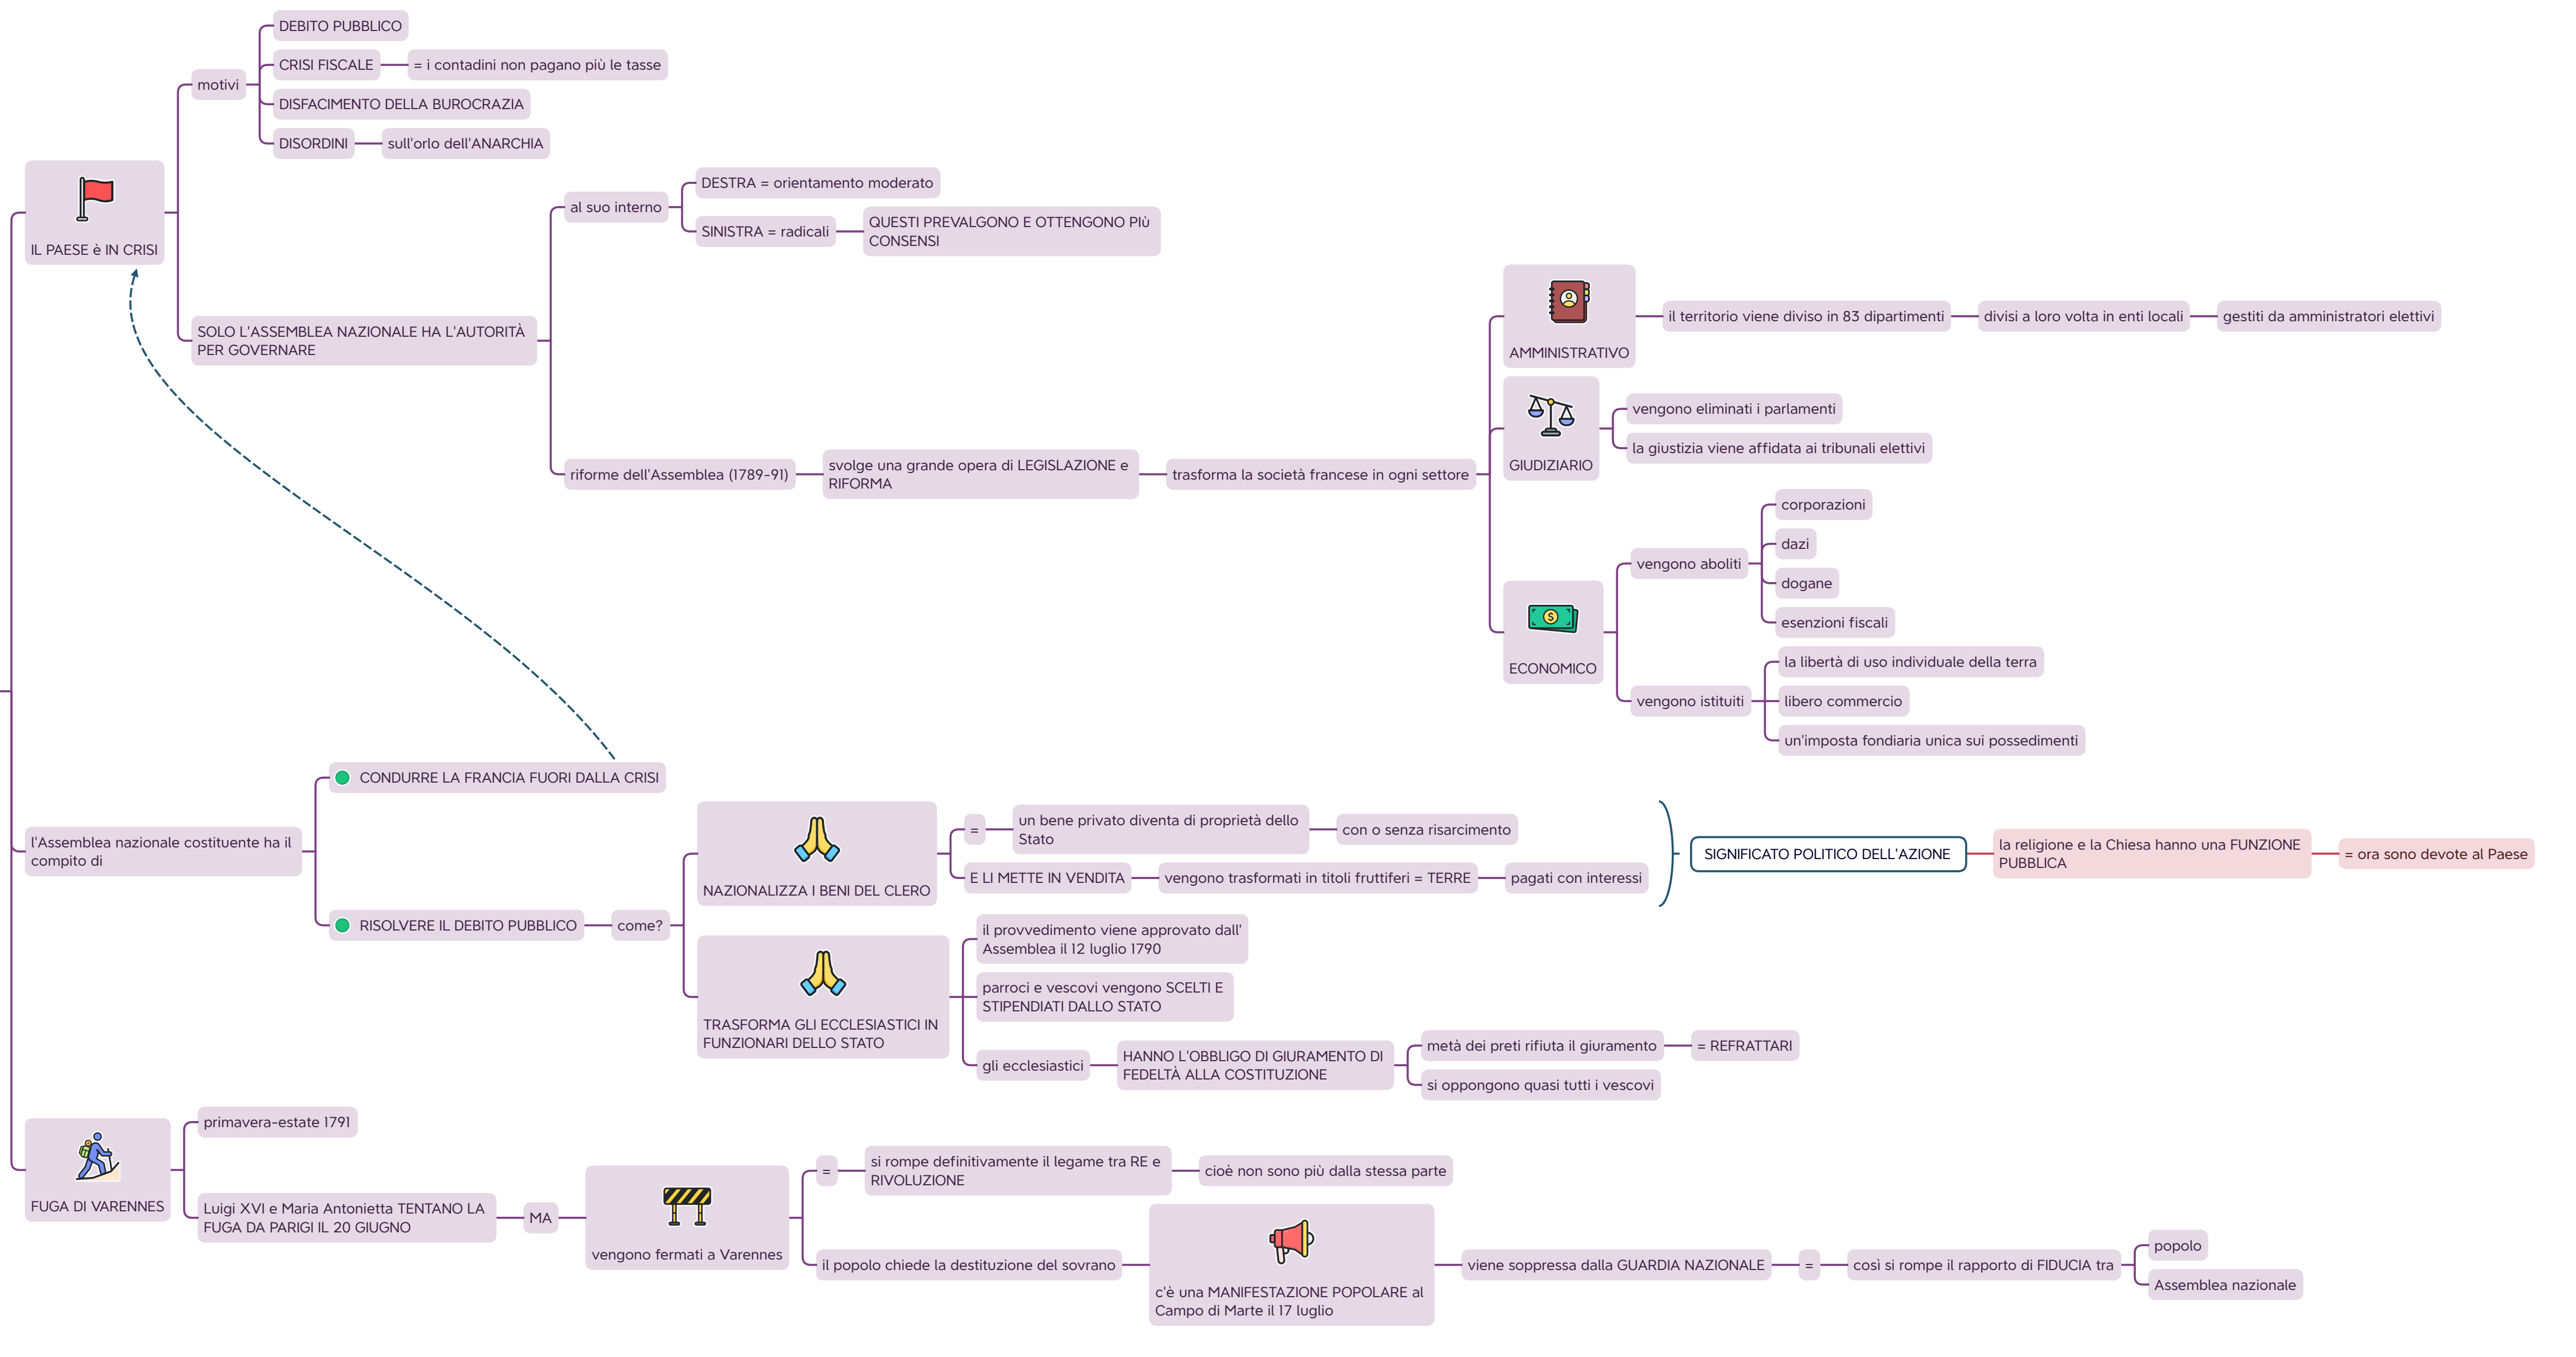 DEBITO PUBBLICO
CRISI FISCALE
= i contadini non pagano più le tasse
motivi
DISFACIMENTO DELLA BUROCRAZIA
DISORDINI
sull'orlo dell'ANARCHIA
IL PAESE è IN CRISI
SOLO L'ASSEMBLEA NAZIONALE HA L'AUTORITÀ
PER GOVERNARE
al suo interno
DESTRA = orientamento moderato
SINISTRA = radicali
QUESTI PREVALGONO E OTTENGONO PIù
CONSENSI
riforme dell'Assemblea (1789-91)
svolge una grande opera di LEGISLAZIONE e
RIFORMA
trasforma la società francese in ogni settore
AMMINISTRATIVO
il territorio viene diviso in 83 dipartimenti
divisi a loro volta in enti locali
gestiti da amministratori elettivi
GIUDIZIARIO
vengono eliminati i parlamenti
la giustizia viene affidata ai tribunali elettivi
ECONOMICO
vengono aboliti
corporazioni
dazi
dogane
esenzioni fiscali
vengono istituiti
la libertà di uso individuale della terra
libero commercio
un'imposta fondiaria unica sui possedimenti
l'Assemblea nazionale costituente ha il
compito di
CONDURRE LA FRANCIA FUORI DALLA CRISI
RISOLVERE IL DEBITO PUBBLICO
come?
NAZIONALIZZA I BENI DEL CLERO
=
un bene privato diventa di proprietà dello
Stato
con o senza risarcimento
E LI METTE IN VENDITA
vengono trasformati in titoli fruttiferi = TERRE
pagati con interessi
SIGNIFICATO POLITICO DELL'AZIONE
la religione e la Chiesa hanno una FUNZIONE
PUBBLICA
= ora sono devote al Paese
TRASFORMA GLI ECCLESIASTICI IN
FUNZIONARI DELLO STATO
il provvedimento viene approvato dall'
Assemblea il 12 luglio 1790
parroci e vescovi vengono SCELTI E
STIPENDIATI DALLO STATO
gli ecclesiastici
HANNO L'OBBLIGO DI GIURAMENTO DI
FEDELTÀ ALLA COSTITUZIONE
metà dei preti rifiuta il giuramento
= REFRATTARI
si oppongono quasi tutti i vescovi
FUGA DI VARENNES
primavera-estate 1791
Luigi XVI e Maria Antonietta TENTANO LA
FUGA DA PARIGI IL 20 GIUGNO
MA
vengono fermati a Varennes
=
si rompe definitivamente il legame tra RE e
RIVOLUZIONE
cioè non sono più dalla stessa parte
il popolo chiede la destituzione del sovrano
c'è una MANIFESTAZIONE POPOLARE al
Campo di Marte il 17 luglio
viene soppressa dalla GUARDIA NAZIONALE
=
così si rompe il rapporto di FIDUCIA tra
popolo
Assemblea nazionale